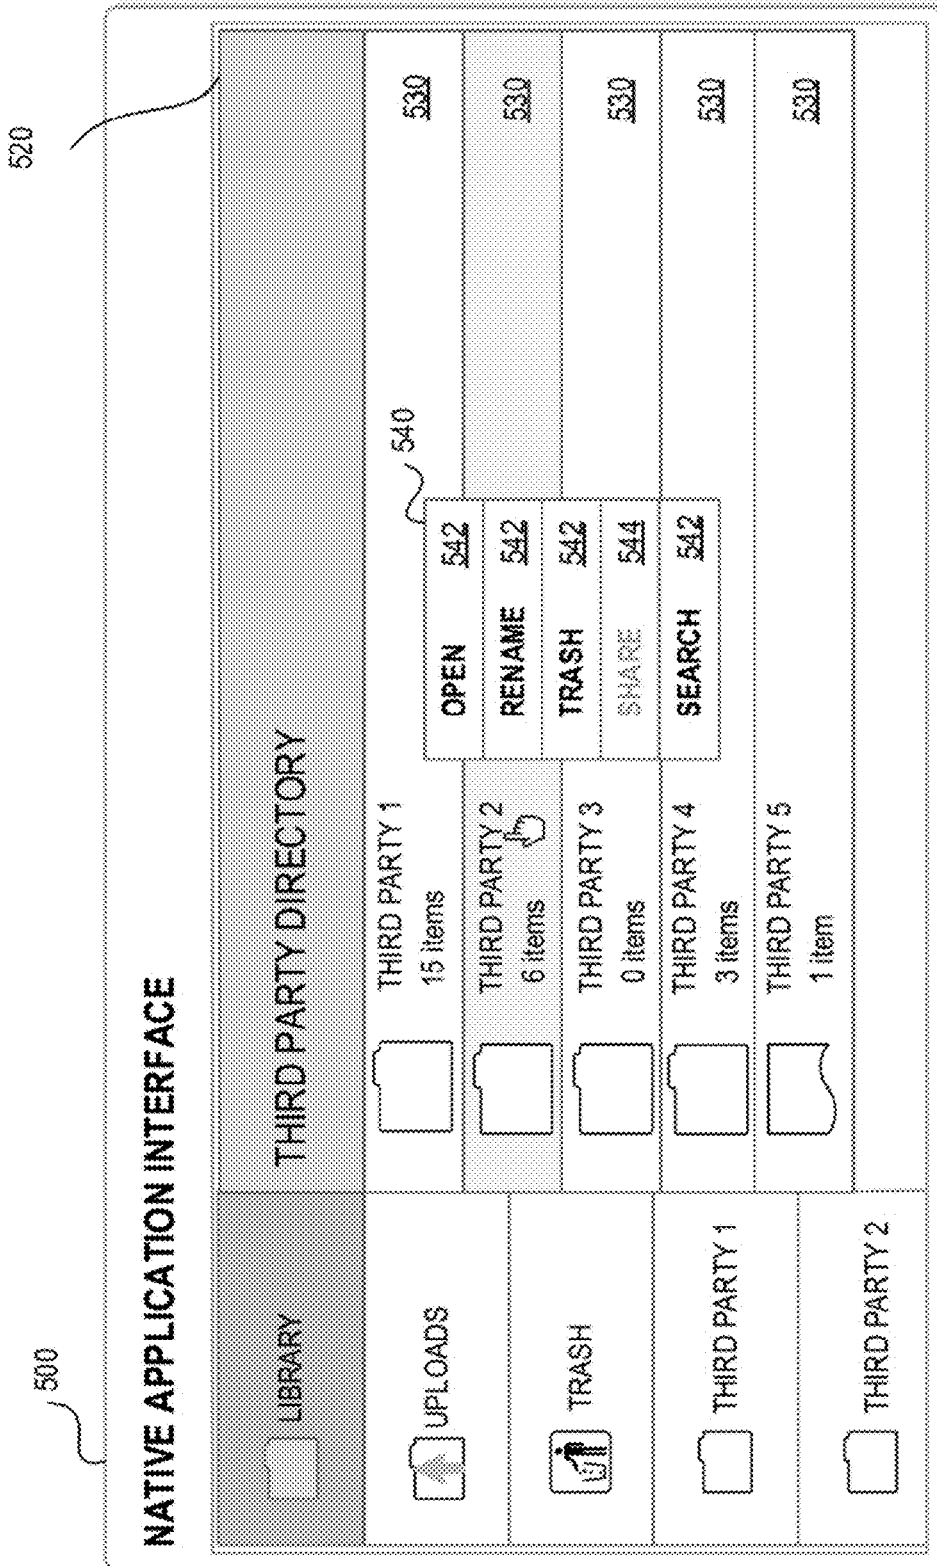 500
520
NATIVE APPLICATION INTERFACE
LIBRARY
UPLOADS
TRASH
THIRD PARTY 1
THIRD PARTY 2
THIRD PARTY DIRECTORY
THIRD PARTY 1
15 items
530
THIRD PARTY 2
6 items
530
THIRD PARTY 3
0 items
530
THIRD PARTY 4
3 items
530
THIRD PARTY 5
1 item
530
540
OPEN 542
RENAME 542
TRASH 542
SHARE 544
SEARCH 542